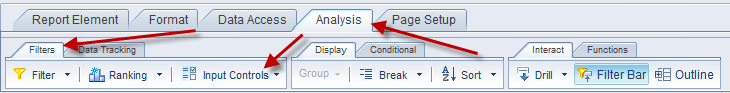 Report Element Format Data Access Analysis Page Setup
Filters Data Tracking Display Conditional Interact Functions
Filter Ranking Input Controls Group Break Sort Drill Filter Bar Outline